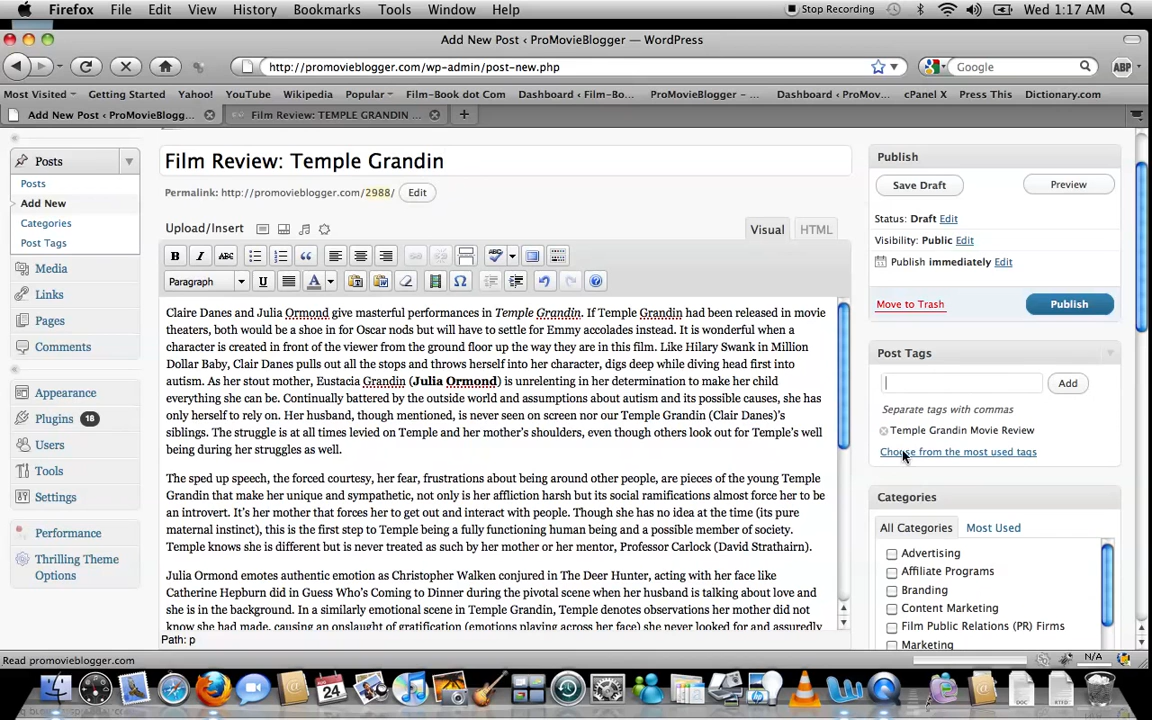 Firefox File Edit View History Bookmarks Tools Window Help Stop Recording Wed 1:17 AM
Add New Post ‹ ProMovieBlogger — WordPress
http://promovieblogger.com/wp-admin/post-new.php Google ABP
Most Visited Getting Started Yahoo! YouTube Wikipedia Popular Film-Book dot Com Dashboard ‹ Film-Bo... ProMovieBlogger – ... Dashboard ‹ ProMov... cPanel X Press This Dictionary.com
Add New Post ‹ ProMovieBlogg... Film Review: TEMPLE GRANDIN ...
Posts
Posts
Add New
Categories
Post Tags
Media
Links
Pages
Comments
Appearance
Plugins 18
Users
Tools
Settings
Performance
Thrilling Theme
Options
Film Review: Temple Grandin
Permalink: http://promovieblogger.com/2988/ Edit
Upload/Insert Visual HTML
B I ABC
Paragraph U A
Claire Danes and Julia Ormond give masterful performances in Temple Grandin. If Temple Grandin had been released in movie
theaters, both would be a shoe in for Oscar nods but will have to settle for Emmy accolades instead. It is wonderful when a
character is created in front of the viewer from the ground floor up the way they are in this film. Like Hilary Swank in Million
Dollar Baby, Clair Danes pulls out all the stops and throws herself into her character, digs deep while diving head first into
autism. As her stout mother, Eustacia Grandin (Julia Ormond) is unrelenting in her determination to make her child
everything she can be. Continually battered by the outside world and assumptions about autism and its possible causes, she has
only herself to rely on. Her husband, though mentioned, is never seen on screen nor our Temple Grandin (Clair Danes)'s
siblings. The struggle is at all times levied on Temple and her mother's shoulders, even though others look out for Temple's well
being during her struggles as well.
The sped up speech, the forced courtesy, her fear, frustrations about being around other people, are pieces of the young Temple
Grandin that make her unique and sympathetic, not only is her affliction harsh but its social ramifications almost force her to be
an introvert. It's her mother that forces her to get out and interact with people. Though she has no idea at the time (its pure
maternal instinct), this is the first step to Temple being a fully functioning human being and a possible member of society.
Temple knows she is different but is never treated as such by her mother or her mentor, Professor Carlock (David Strathairn).
Julia Ormond emotes authentic emotion as Christopher Walken conjured in The Deer Hunter, acting with her face like
Catherine Hepburn did in Guess Who's Coming to Dinner during the pivotal scene when her husband is talking about love and
she is in the background. In a similarly emotional scene in Temple Grandin, Temple denotes observations her mother did not
know she had made, causing an onslaught of gratification (emotions playing across her face) she never looked for and assuredly
Path: p
Publish
Save Draft Preview
Status: Draft Edit
Visibility: Public Edit
Publish immediately Edit
Move to Trash Publish
Post Tags
Add
Separate tags with commas
Temple Grandin Movie Review
Choose from the most used tags
Categories
All Categories Most Used
Advertising
Affiliate Programs
Branding
Content Marketing
Film Public Relations (PR) Firms
Marketing
Read promovieblogger.com N/A
24